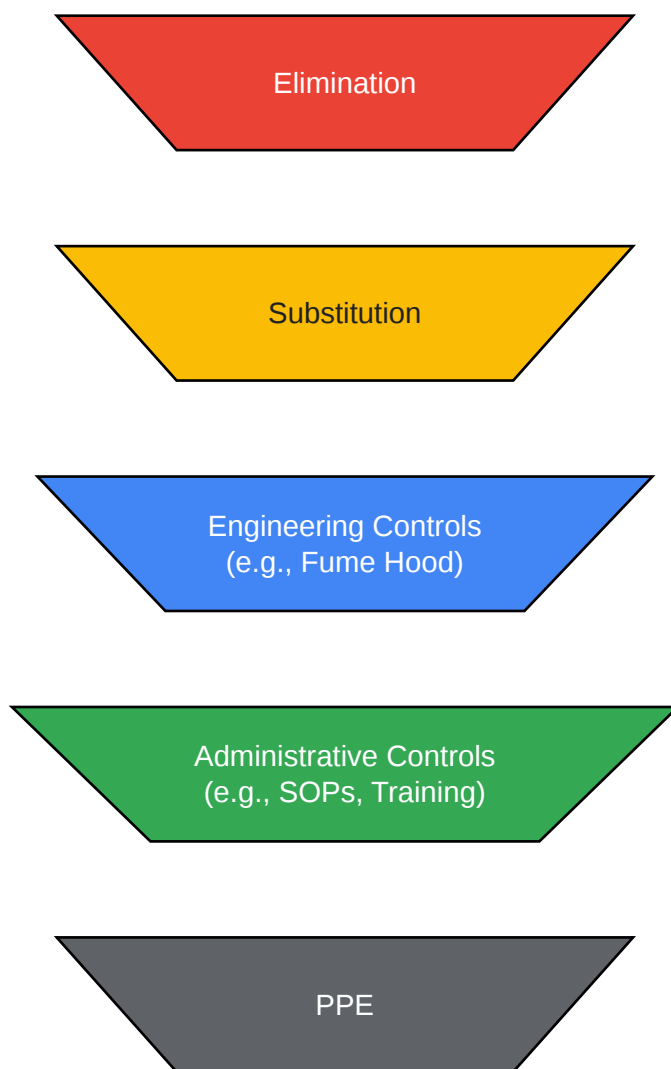 Elimination
Substitution
Engineering Controls
(e.g., Fume Hood)
Administrative Controls
(e.g., SOPs, Training)
PPE